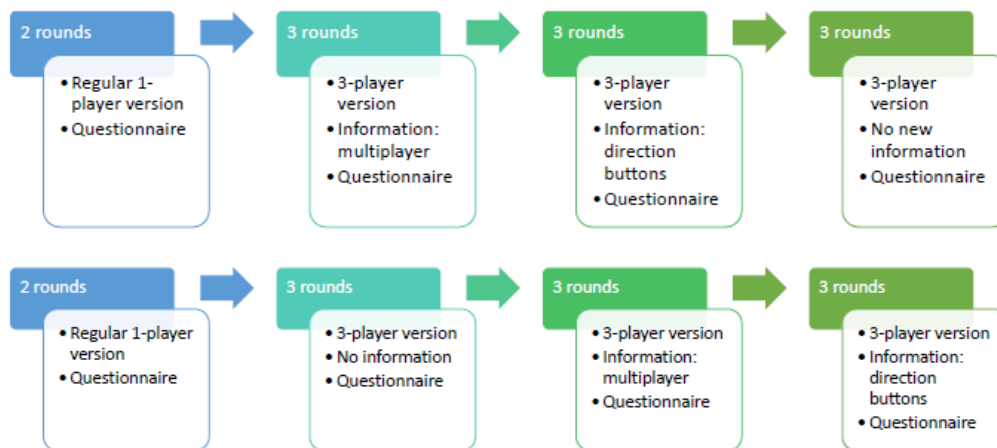 2 rounds
• Regular 1-
player version
• Questionnaire
3 rounds
• 3-player
version
• Information:
multiplayer
• Questionnaire
3 rounds
• 3-player
version
• Information:
direction
buttons
• Questionnaire
3 rounds
• 3-player
version
• No new
information
• Questionnaire
2 rounds
• Regular 1-player
version
• Questionnaire
3 rounds
• 3-player version
• No information
• Questionnaire
3 rounds
• 3-player version
• Information:
multiplayer
• Questionnaire
3 rounds
• 3-player version
• Information:
direction
buttons
• Questionnaire